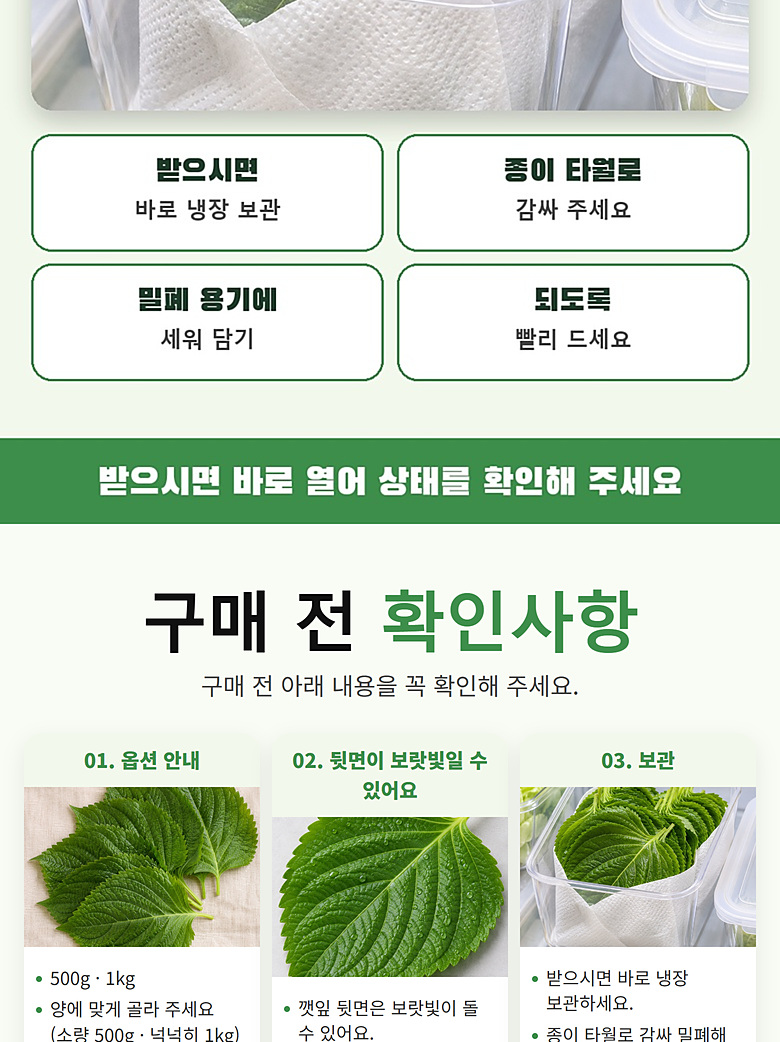 받으시면
바로 냉장 보관
종이 타월로
감싸 주세요
밀폐 용기에
세워 담기
되도록
빨리 드세요
받으시면 바로 열어 상태를 확인해 주세요
구매 전 확인사항
구매 전 아래 내용을 꼭 확인해 주세요.
01. 옵션 안내
500g · 1kg
양에 맞게 골라 주세요
(소량 500g · 넉넉히 1kg)
02. 뒷면이 보랏빛일 수
있어요
깻잎 뒷면은 보랏빛이 돌
수 있어요.
03. 보관
받으시면 바로 냉장
보관하세요.
종이 타월로 감싸 밀폐해